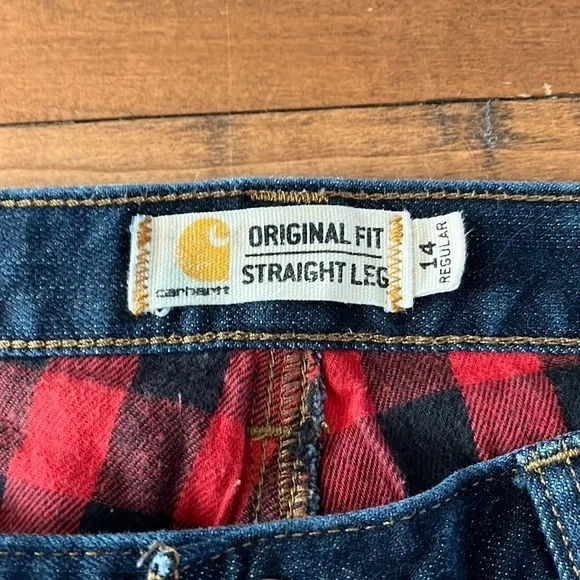 ORIGINAL FIT
STRAIGHT LEG
carhartt
14
REGULAR